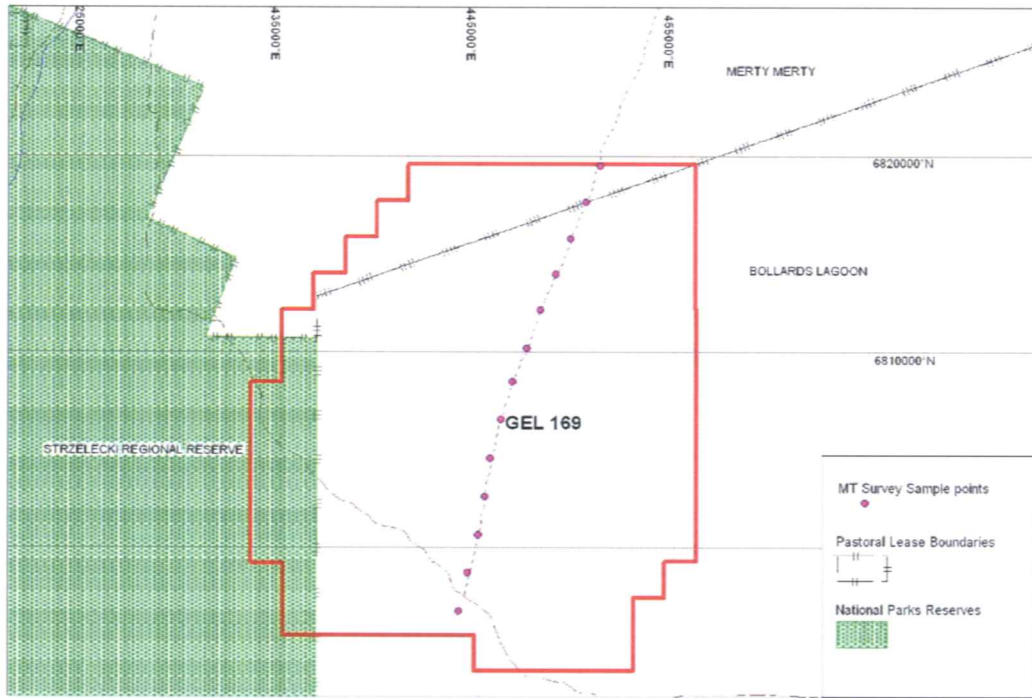 25000°E
435000°E
445000°E
455000°E
MERTY MERTY
6820000°N
BOLLARDS LAGOON
6810000°N
GEL 169
STRZELECKI REGIONAL RESERVE
MT Survey Sample points
Pastoral Lease Boundaries
National Parks Reserves